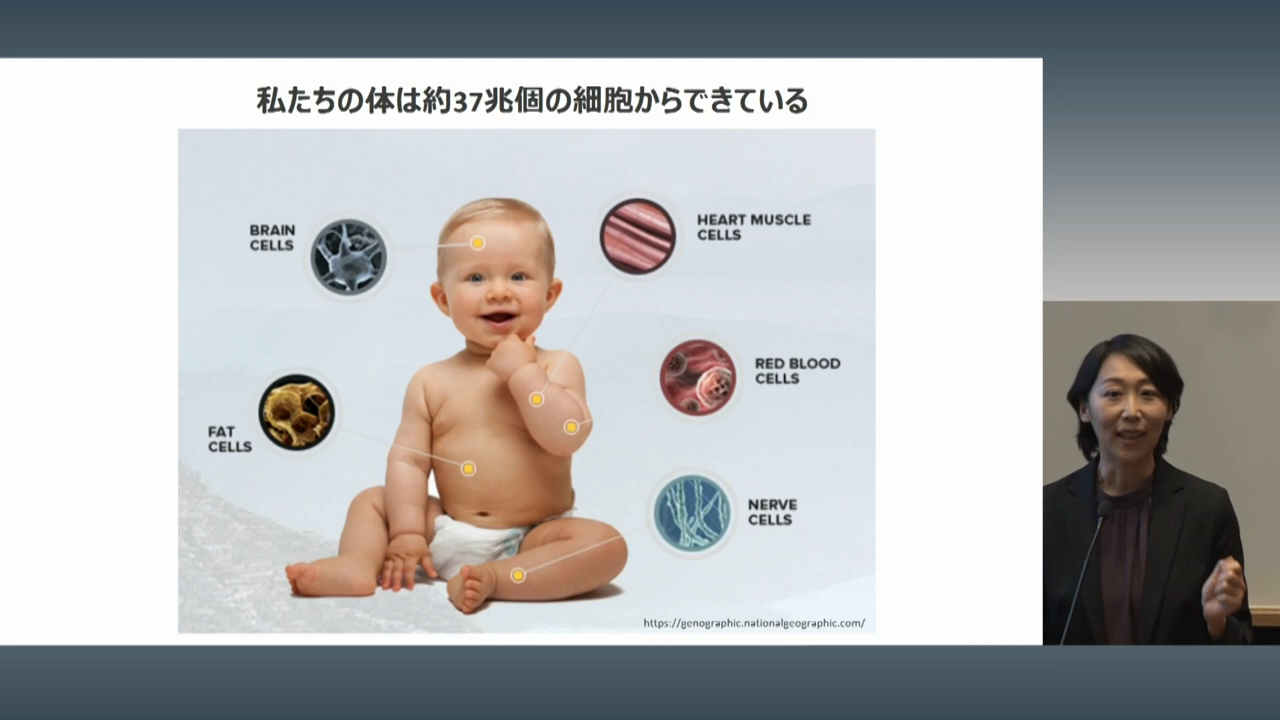 私たちの体は約37兆個の細胞からできている
BRAIN
CELLS
HEART MUSCLE
CELLS
RED BLOOD
CELLS
FAT
CELLS
NERVE
CELLS
https://genographic.nationalgeographic.com/